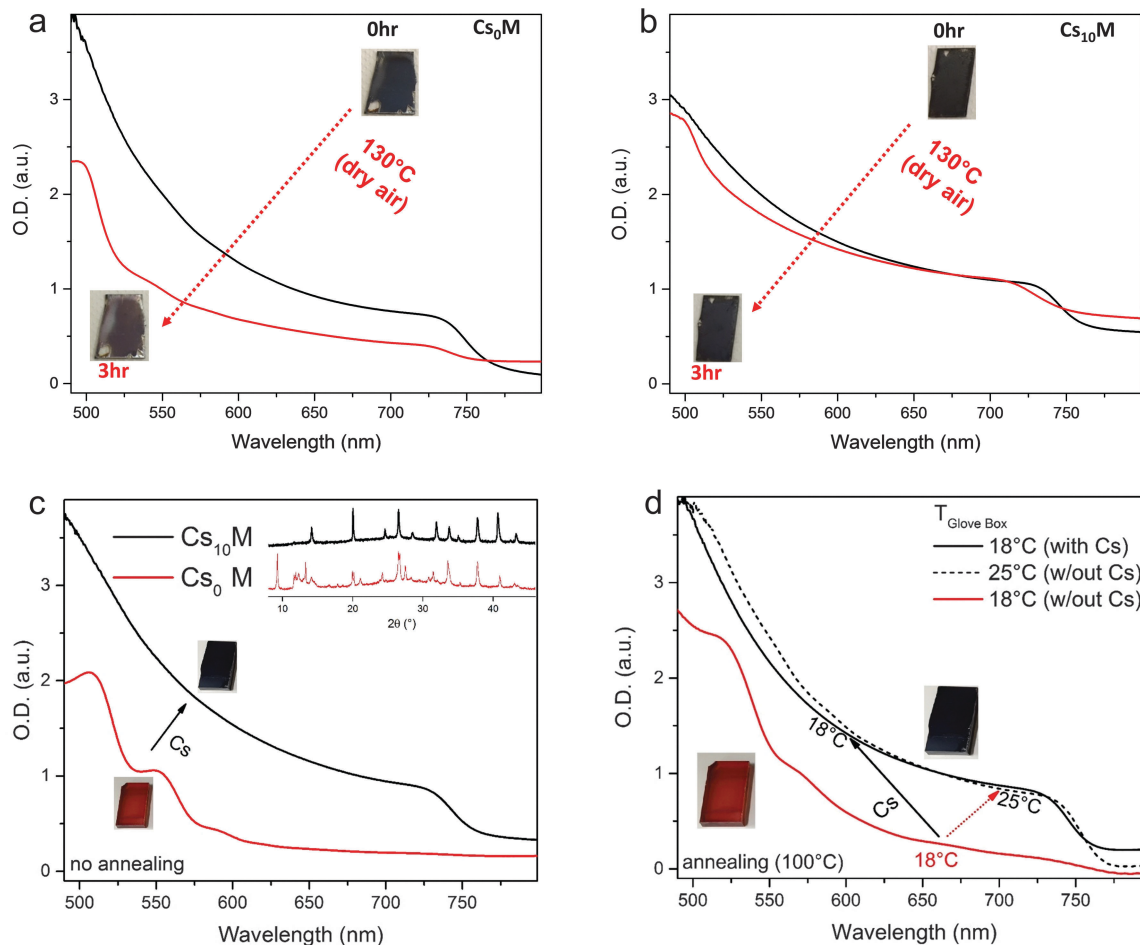 a
0hr
Cs₀M
130°C
(dry air)
3hr
O.D. (a.u.)
3
2
1
0
500 550 600 650 700 750
Wavelength (nm)
b
0hr
Cs₁₀M
130°C
(dry air)
3hr
O.D. (a.u.)
3
2
1
0
500 550 600 650 700 750
Wavelength (nm)
c
Cs₁₀M
Cs₀ M
10 20 30 40
2θ (°)
Cs
no annealing
O.D. (a.u.)
3
2
1
0
500 550 600 650 700 750
Wavelength (nm)
d
T Glove Box
18°C (with Cs)
25°C (w/out Cs)
18°C (w/out Cs)
18°C
Cs
25°C
18°C
annealing (100°C)
O.D. (a.u.)
3
2
1
0
500 550 600 650 700 750
Wavelength (nm)